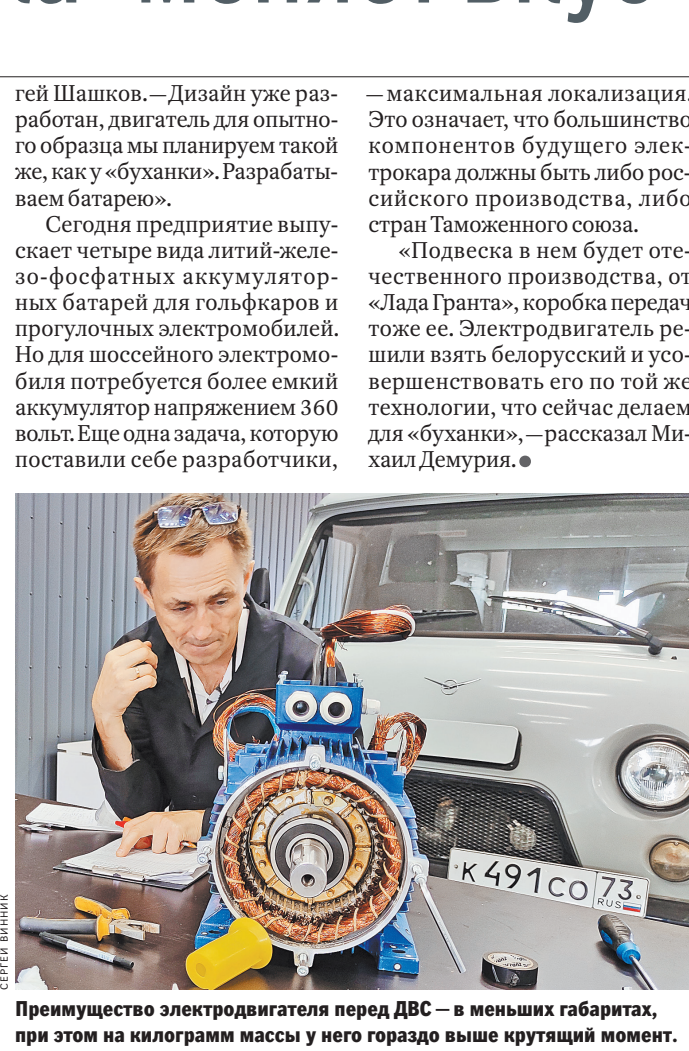 меняет вкус
гей Шашков.—Дизайн уже раз-
работан, двигатель для опытно-
го образца мы планируем такой
же, как у «буханки». Разрабаты-
ваем батарею».
Сегодня предприятие выпу-
скает четыре вида литий-желе-
зо-фосфатных аккумулятор-
ных батарей для гольфкаров и
прогулочных электромобилей.
Но для шоссейного электромо-
биля потребуется более емкий
аккумулятор напряжением 360
вольт. Еще одна задача, которую
поставили себе разработчики,
— максимальная локализация.
Это означает, что большинство
компонентов будущего элек-
трокара должны быть либо рос-
сийского производства, либо
стран Таможенного союза.
«Подвеска в нем будет оте-
чественного производства, от
«Лада Гранта», коробка передач
тоже ее. Электродвигатель ре-
шили взять белорусский и усо-
вершенствовать его по той же
технологии, что сейчас делаем
для «буханки»,—рассказал Ми-
хаил Демурия.●
К 491 СО 73
RUS
СЕРГЕЙ ВИННИК
Преимущество электродвигателя перед ДВС — в меньших габаритах,
при этом на килограмм массы у него гораздо выше крутящий момент.